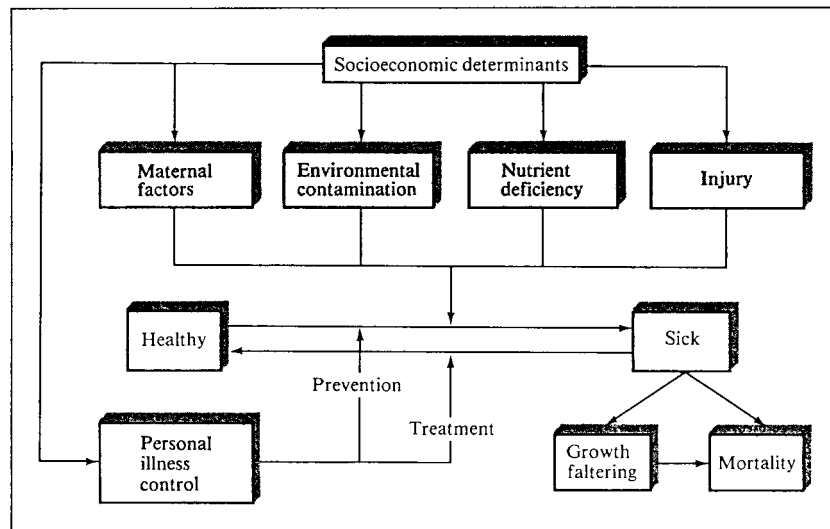 Socioeconomic determinants
Maternal
factors
Environmental
contamination
Nutrient
deficiency
Injury
Healthy
Sick
Prevention
Treatment
Personal
illness
control
Growth
faltering
Mortality